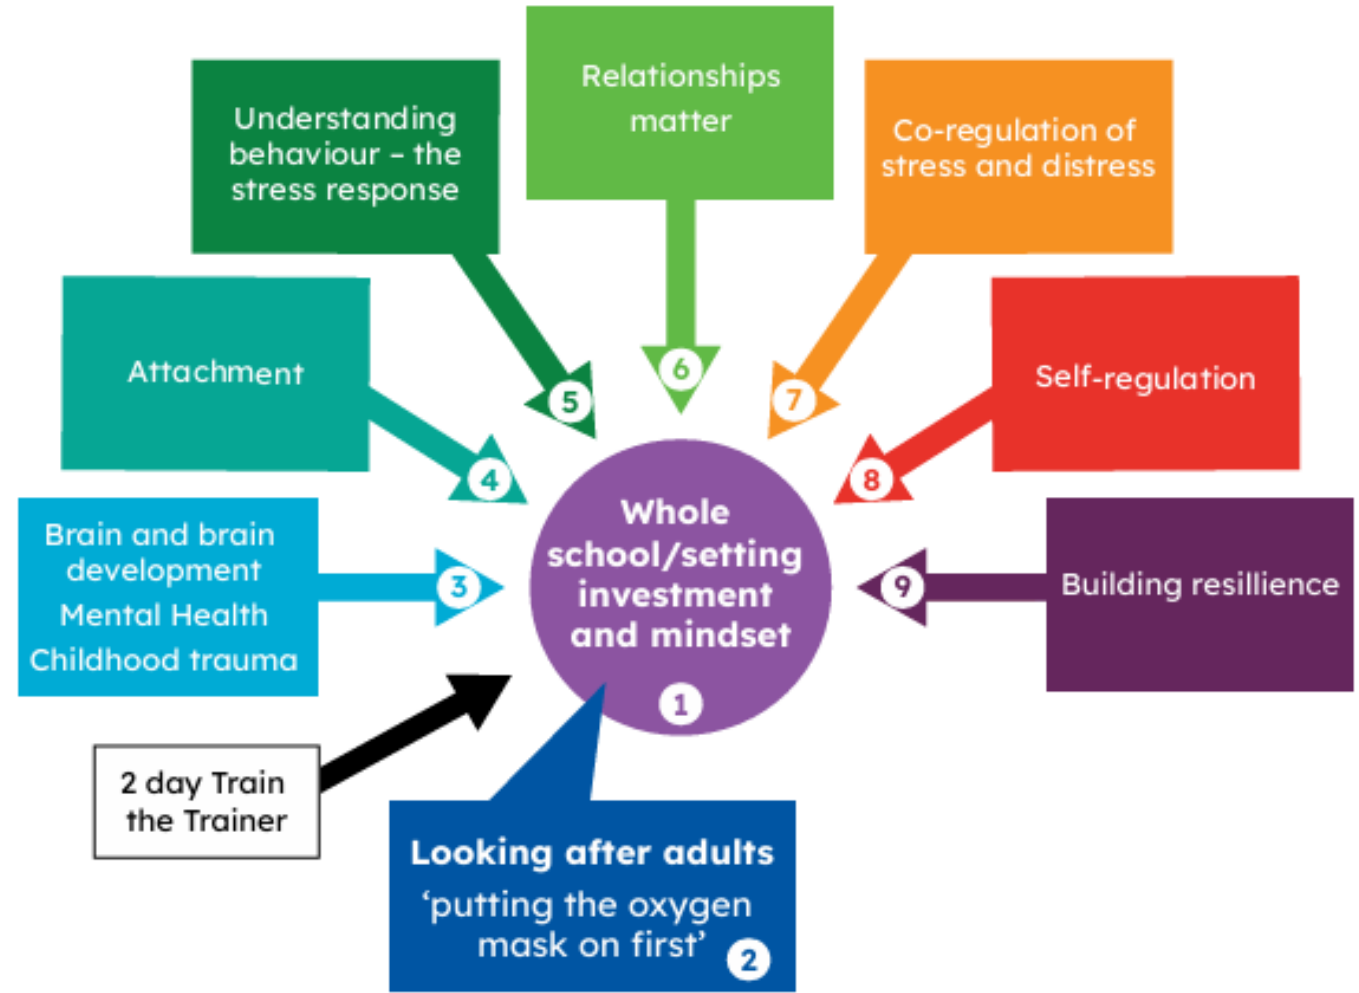 Relationships
matter
Understanding
behaviour – the
stress response
Co-regulation of
stress and distress
Attachment
Self-regulation
6
5
7
4
8
Brain and brain
development
Mental Health
Childhood trauma
3
Whole
school/setting
investment
and mindset
1
9
Building resillience
2 day Train
the Trainer
Looking after adults
‘putting the oxygen
mask on first’
2